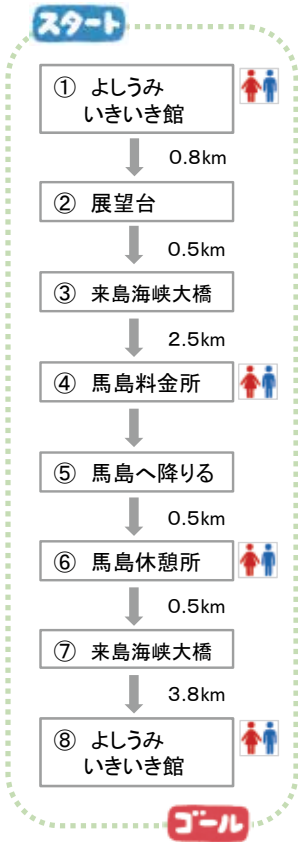 スタート
① よしうみ
いきいき館
0.8km
② 展望台
0.5km
③ 来島海峡大橋
2.5km
④ 馬島料金所
⑤ 馬島へ降りる
0.5km
⑥ 馬島休憩所
0.5km
⑦ 来島海峡大橋
3.8km
⑧ よしうみ
いきいき館
ゴール